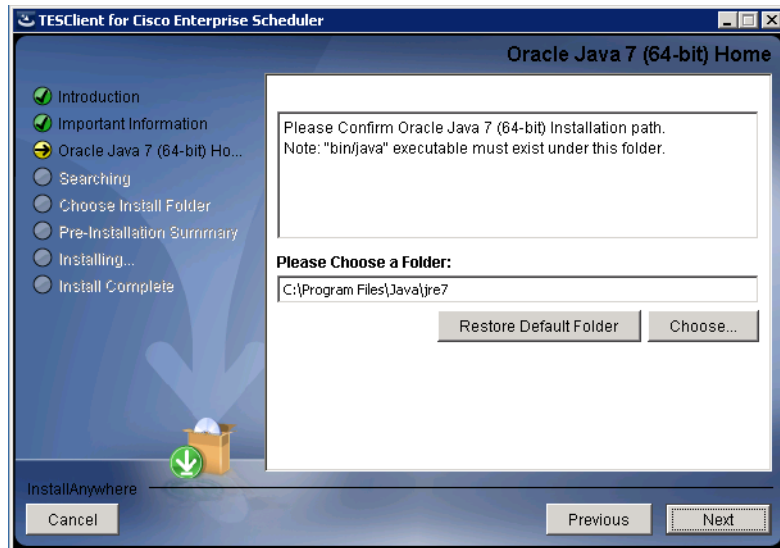 TESClient for Cisco Enterprise Scheduler
Oracle Java 7 (64-bit) Home
Introduction
Important Information
Oracle Java 7 (64-bit) Ho...
Searching
Choose Install Folder
Pre-Installation Summary
Installing...
Install Complete
Please Confirm Oracle Java 7 (64-bit) Installation path.
Note: "bin/java" executable must exist under this folder.
Please Choose a Folder:
C:\Program Files\Java\jre7
Restore Default Folder
Choose...
InstallAnywhere
Cancel
Previous
Next